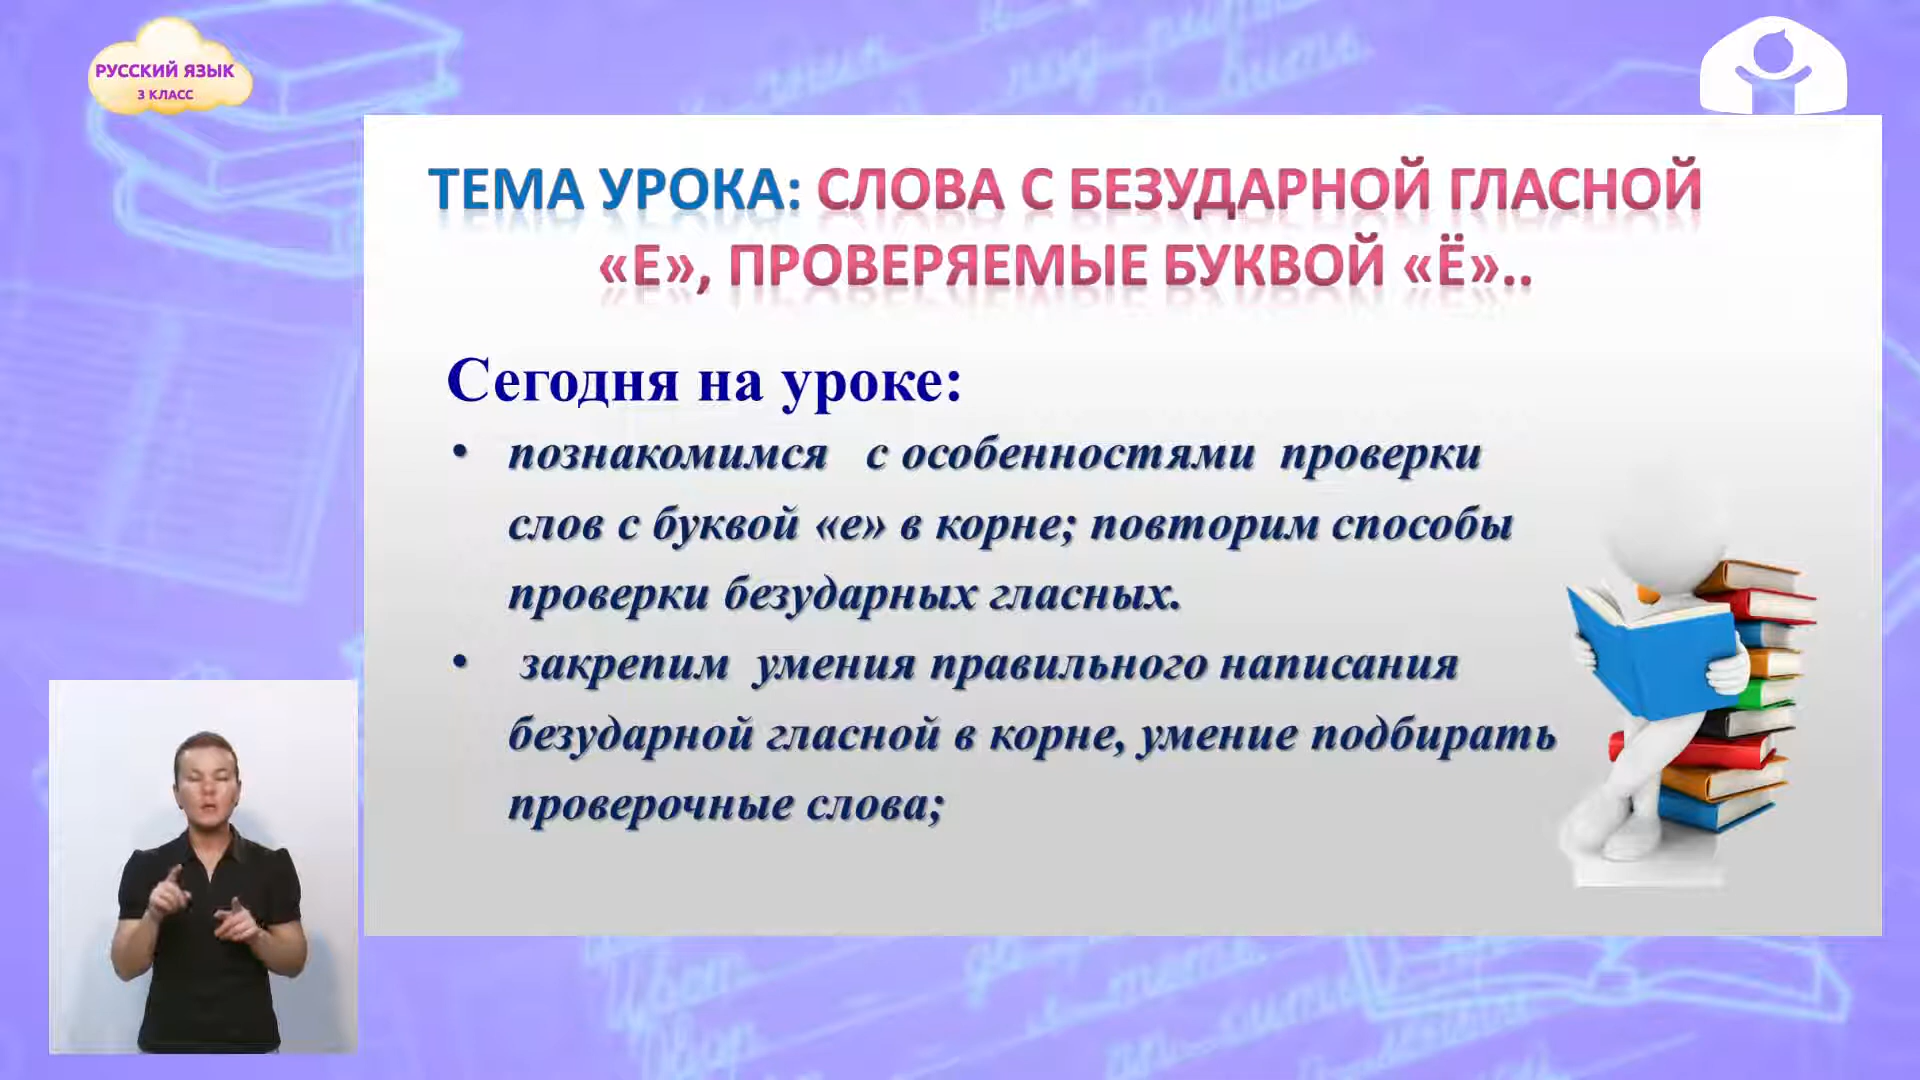 РУССКИЙ ЯЗЫК
3 КЛАСС
ТЕМА УРОКА: СЛОВА С БЕЗУДАРНОЙ ГЛАСНОЙ
«Е», ПРОВЕРЯЕМЫЕ БУКВОЙ «Ё»..
Сегодня на уроке:
• познакомимся с особенностями проверки
слов с буквой «е» в корне; повторим способы
проверки безударных гласных.
• закрепим умения правильного написания
безударной гласной в корне, умение подбирать
проверочные слова;